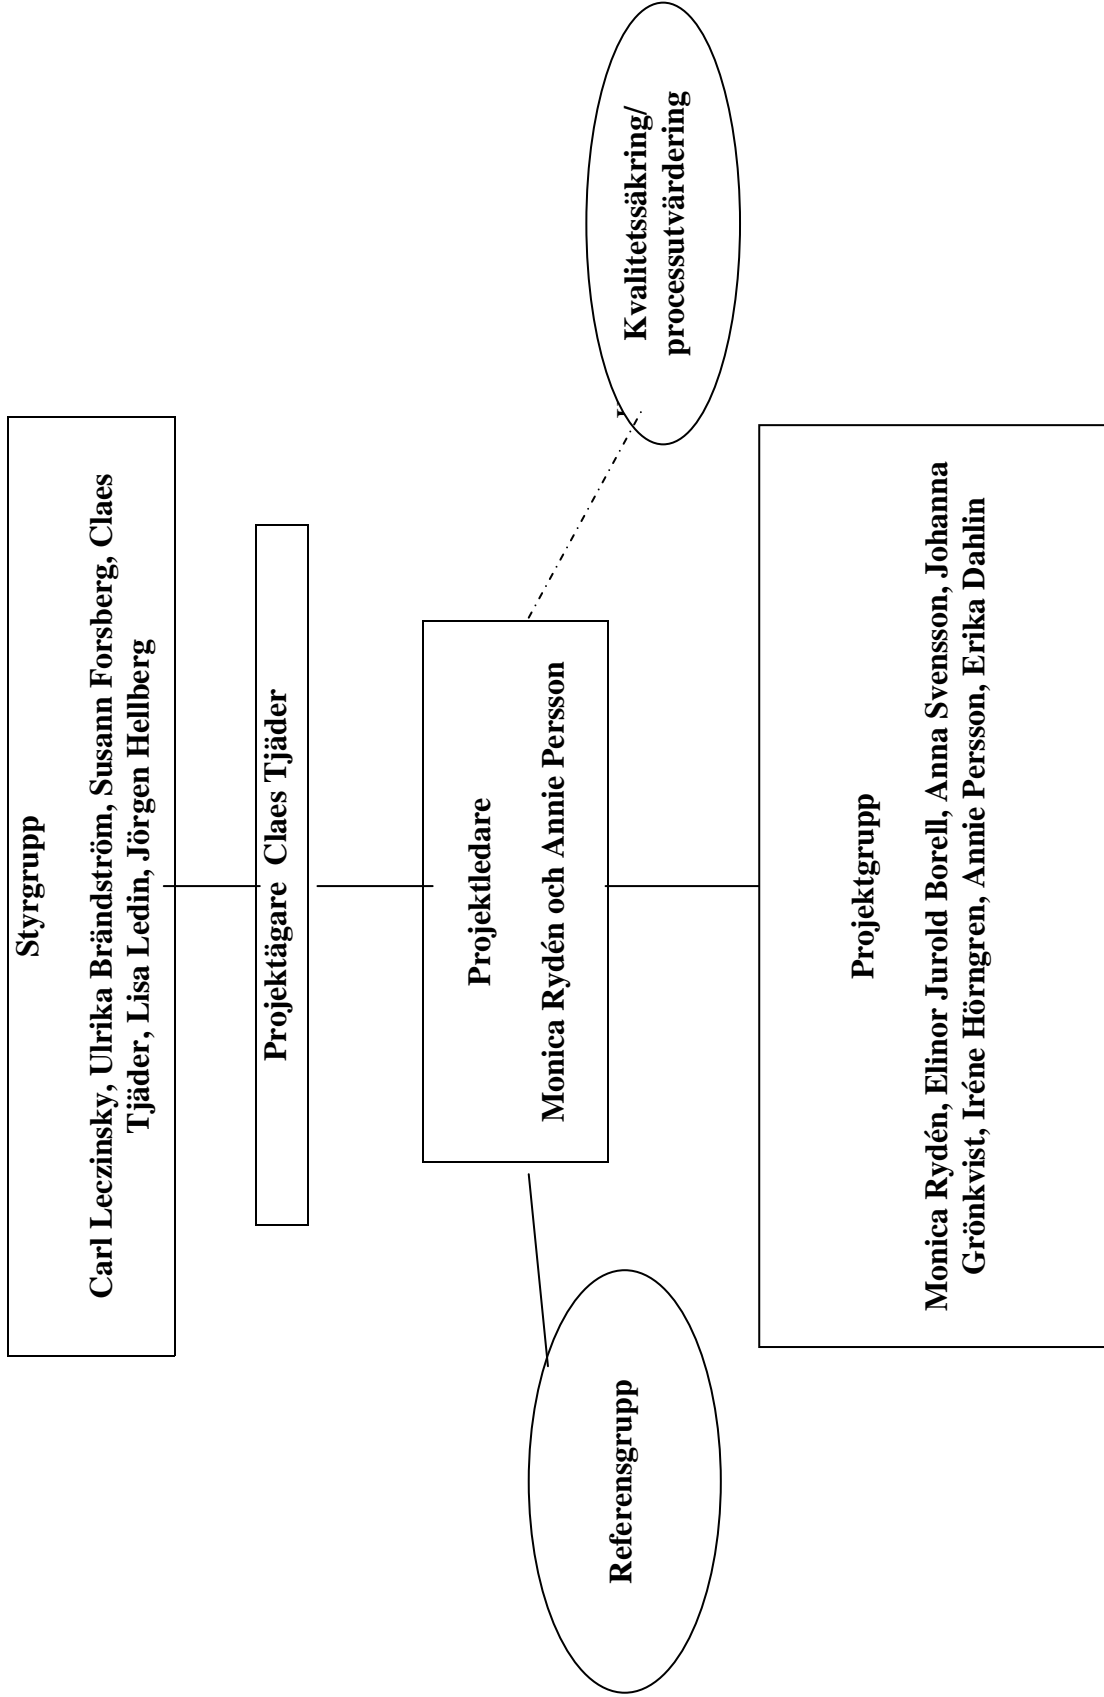 Styrgrupp
Carl Leczinsky, Ulrika Brändström, Susann Forsberg, Claes
Tjäder, Lisa Ledin, Jörgen Hellberg
Projektägare  Claes Tjäder
Projektledare
Monica Rydén och Annie Persson
Kvalitetssäkring/
processutvärdering
Referensgrupp
Projektgrupp
Monica Rydén, Elinor Jurold Borell, Anna Svensson, Johanna
Grönkvist, Iréne Hörngren, Annie Persson, Erika Dahlin